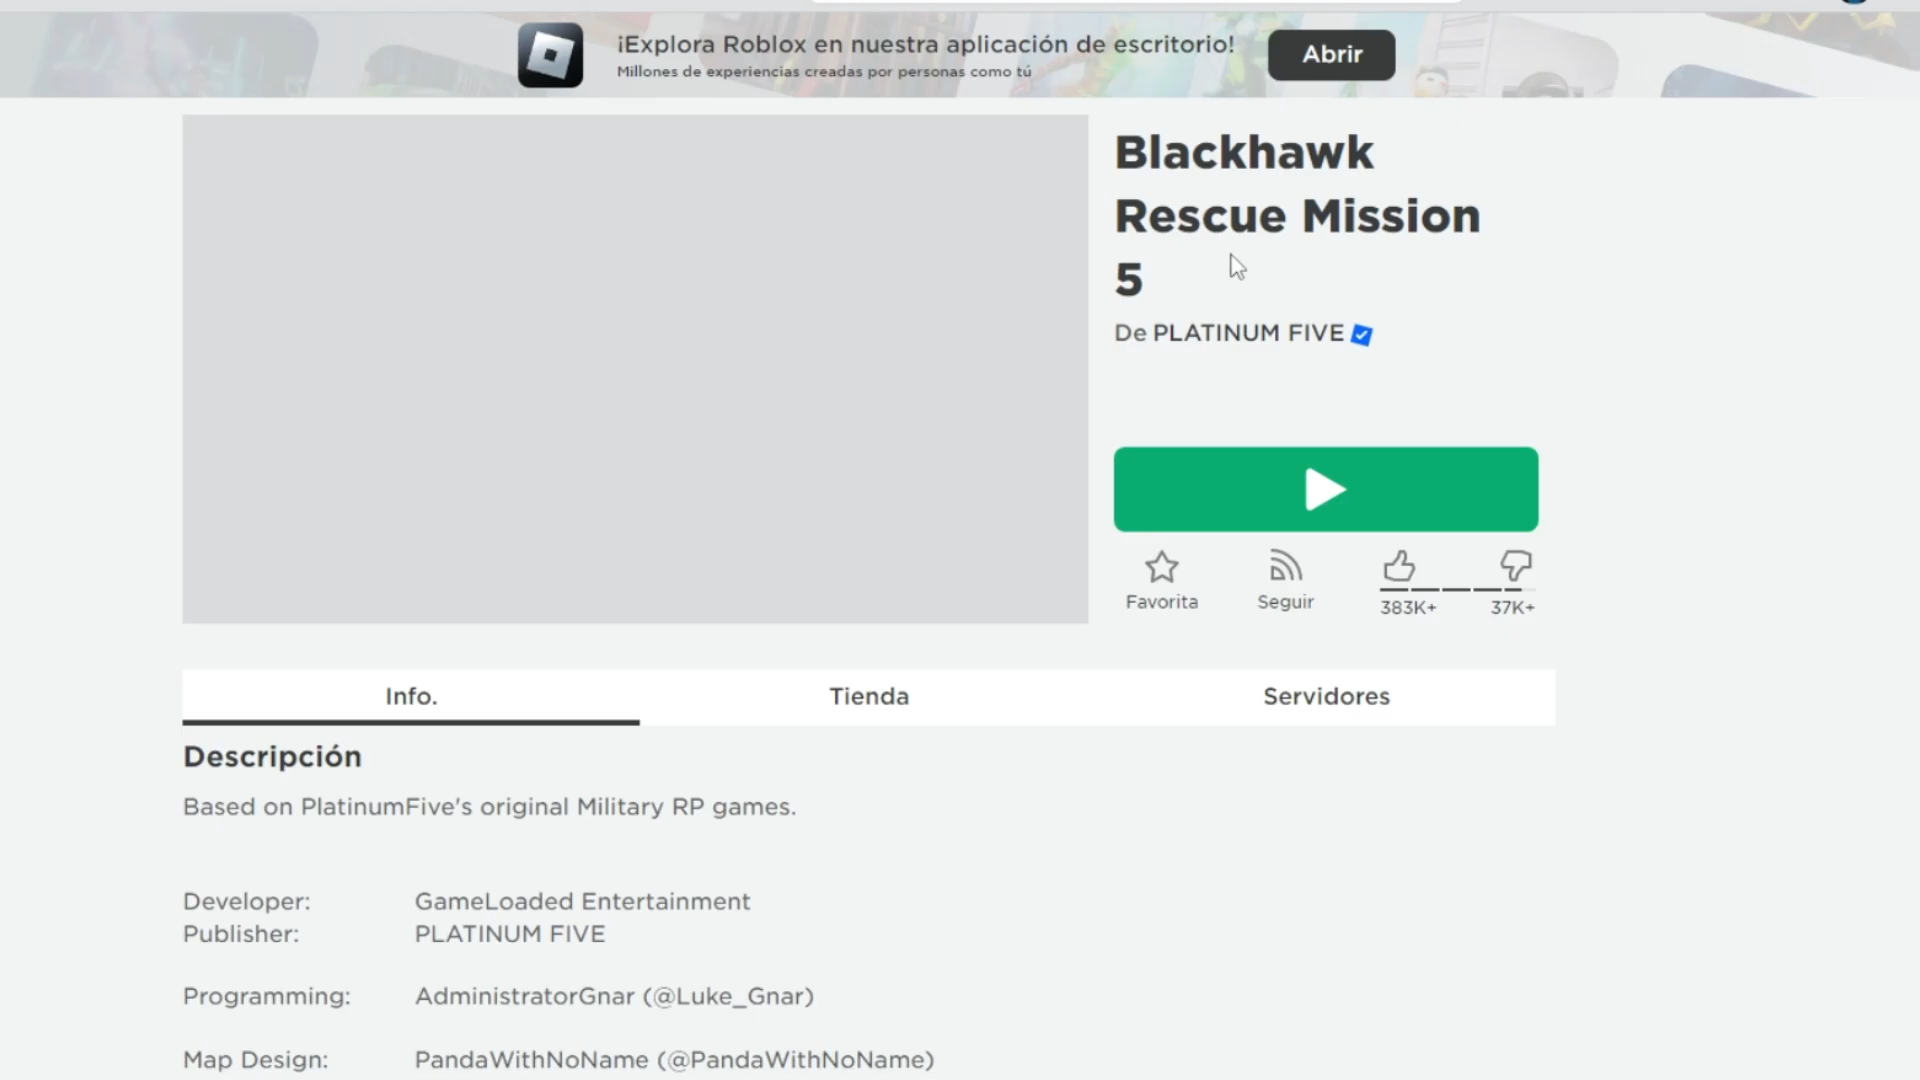 ¡Explora Roblox en nuestra aplicación de escritorio!
Millones de experiencias creadas por personas como tú
Abrir
Blackhawk
Rescue Mission
5
De PLATINUM FIVE
Favorita
Seguir
383K+
37K+
Info.
Tienda
Servidores
Descripción
Based on PlatinumFive's original Military RP games.
Developer: GameLoaded Entertainment
Publisher: PLATINUM FIVE
Programming: AdministratorGnar (@Luke_Gnar)
Map Design: PandaWithNoName (@PandaWithNoName)